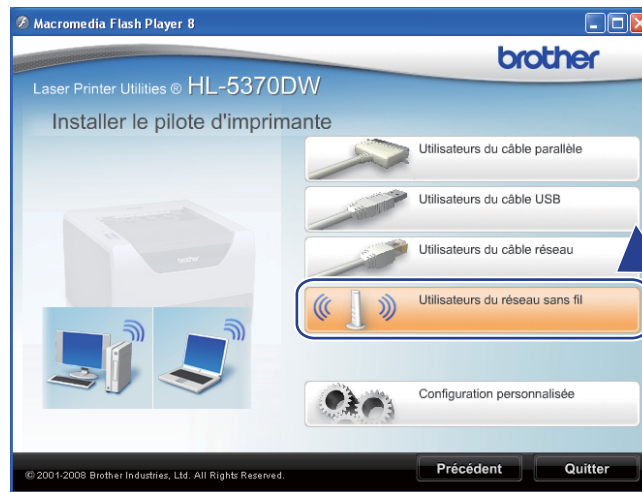 Macromedia Flash Player 8
brother
Laser Printer Utilities ® HL-5370DW
Installer le pilote d'imprimante
Utilisateurs du câble parallèle
Utilisateurs du câble USB
Utilisateurs du câble réseau
Utilisateurs du réseau sans fil
Configuration personnalisée
© 2001-2008 Brother Industries, Ltd. All Rights Reserved.
Précédent
Quitter